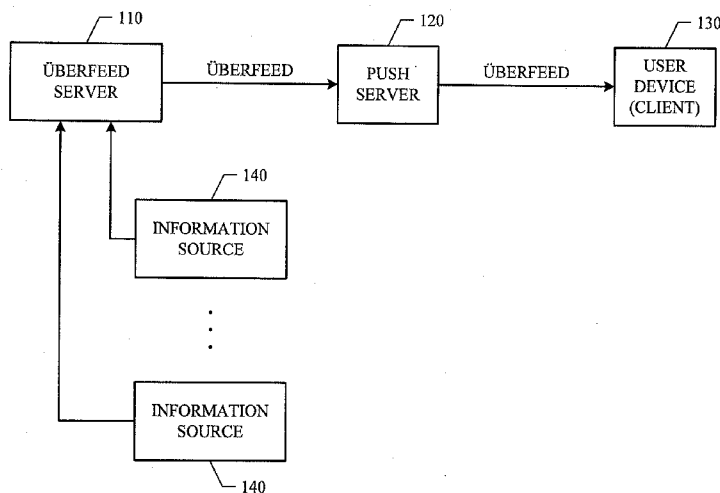 110
120
130
ÜBERFEED
SERVER
ÜBERFEED
PUSH
SERVER
ÜBERFEED
USER
DEVICE
(CLIENT)
140
INFORMATION
SOURCE
INFORMATION
SOURCE
140